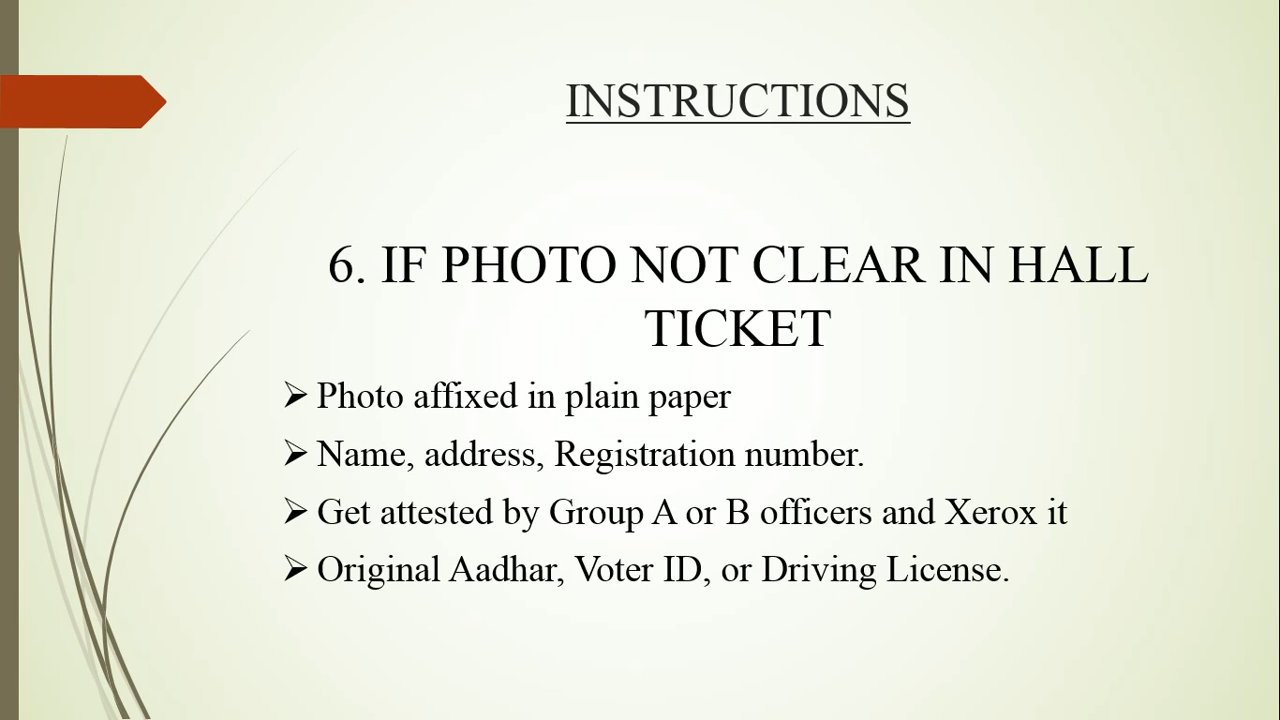 INSTRUCTIONS
6. IF PHOTO NOT CLEAR IN HALL
TICKET
➢ Photo affixed in plain paper
➢ Name, address, Registration number.
➢ Get attested by Group A or B officers and Xerox it
➢ Original Aadhar, Voter ID, or Driving License.